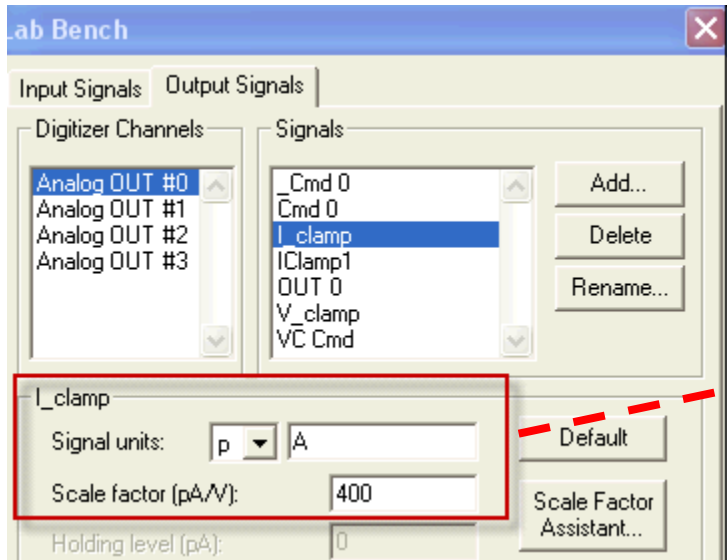 Lab Bench
Input Signals Output Signals
Digitizer Channels
Analog OUT #0
Analog OUT #1
Analog OUT #2
Analog OUT #3
Signals
_Cmd 0
Cmd 0
I_clamp
IClamp1
OUT 0
V_clamp
VC Cmd
Add...
Delete
Rename...
I_clamp
Signal units: p A
Scale factor (pA/V): 400
Holding level (pA): 0
Default
Scale Factor
Assistant...